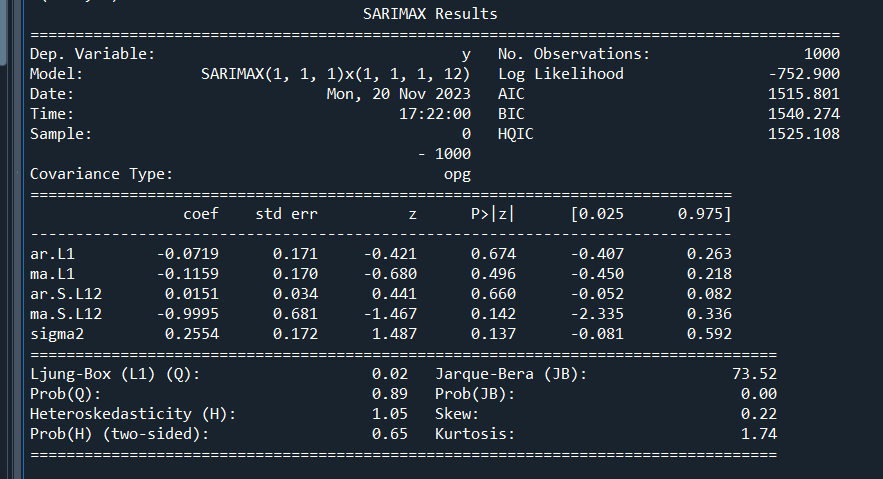 SARIMAX Results
==========================================================================================
Dep. Variable: y No. Observations: 1000
Model: SARIMAX(1, 1, 1)x(1, 1, 1, 12) Log Likelihood -752.900
Date: Mon, 20 Nov 2023 AIC 1515.801
Time: 17:22:00 BIC 1540.274
Sample: 0 HQIC 1525.108
- 1000
Covariance Type: opg
==============================================================================
coef std err z P>|z| [0.025 0.975]
------------------------------------------------------------------------------
ar.L1 -0.0719 0.171 -0.421 0.674 -0.407 0.263
ma.L1 -0.1159 0.170 -0.680 0.496 -0.450 0.218
ar.S.L12 0.0151 0.034 0.441 0.660 -0.052 0.082
ma.S.L12 -0.9995 0.681 -1.467 0.142 -2.335 0.336
sigma2 0.2554 0.172 1.487 0.137 -0.081 0.592
===================================================================================
Ljung-Box (L1) (Q): 0.02 Jarque-Bera (JB): 73.52
Prob(Q): 0.89 Prob(JB): 0.00
Heteroskedasticity (H): 1.05 Skew: 0.22
Prob(H) (two-sided): 0.65 Kurtosis: 1.74
===================================================================================